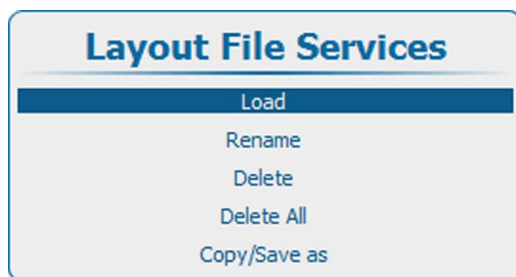 Layout File Services
Load
Rename
Delete
Delete All
Copy/Save as